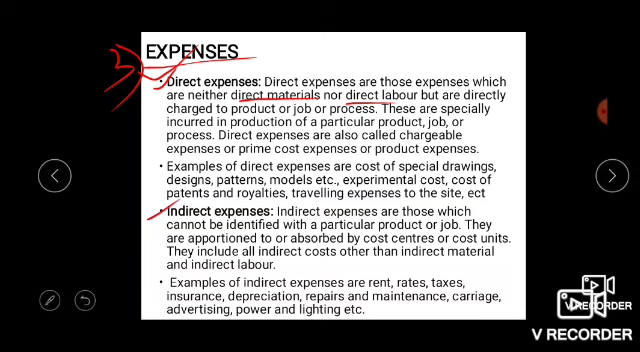 EXPENSES
• Direct expenses: Direct expenses are those expenses which
are neither direct materials nor direct labour but are directly
charged to product or job or process. These are specially
incurred in production of a particular product, job, or
process. Direct expenses are also called chargeable
expenses or prime cost expenses or product expenses.
• Examples of direct expenses are cost of special drawings,
designs, patterns, models etc., experimental cost, cost of
patents and royalties, travelling expenses to the site, ect
• Indirect expenses: Indirect expenses are those which
cannot be identified with a particular product or job. They
are apportioned to or absorbed by cost centres or cost units.
They include all indirect costs other than indirect material
and indirect labour.
• Examples of indirect expenses are rent, rates, taxes,
insurance, depreciation, repairs and maintenance, carriage,
advertising, power and lighting etc.
V RECORDER
V RECORDER